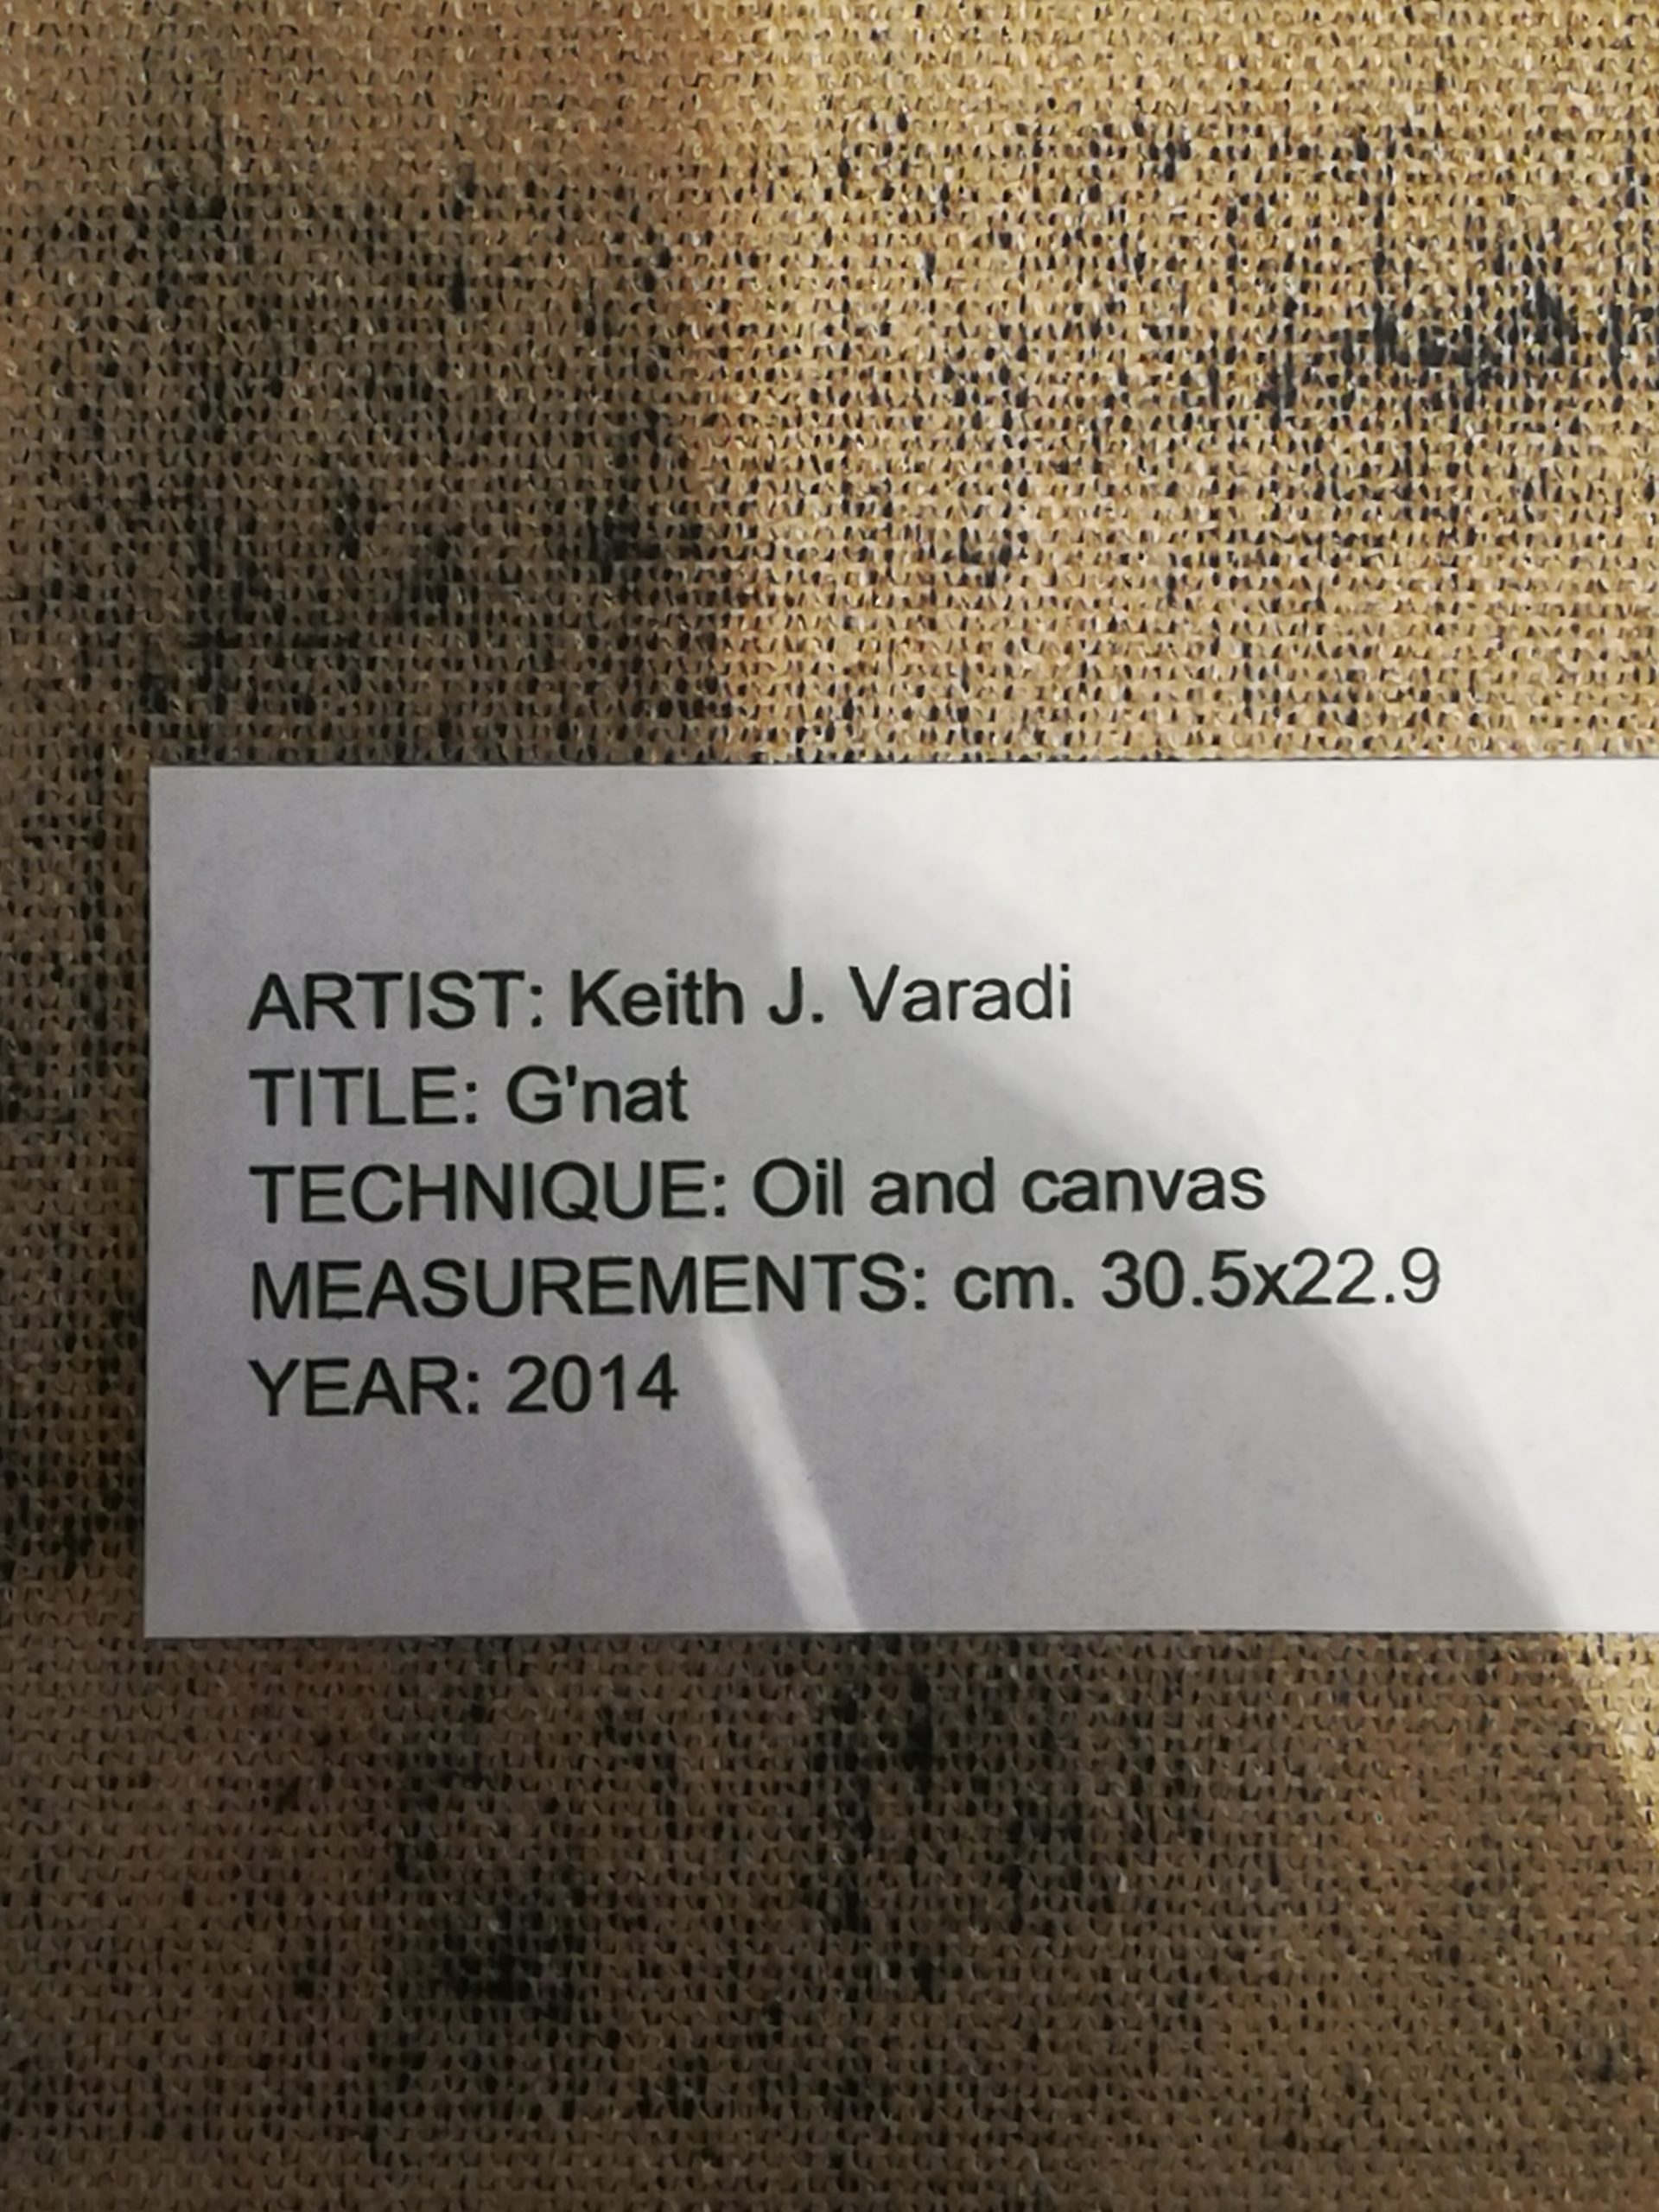 ARTIST: Keith J. Varadi
TITLE: G'nat
TECHNIQUE: Oil and canvas
MEASUREMENTS: cm. 30.5x22.9
YEAR: 2014